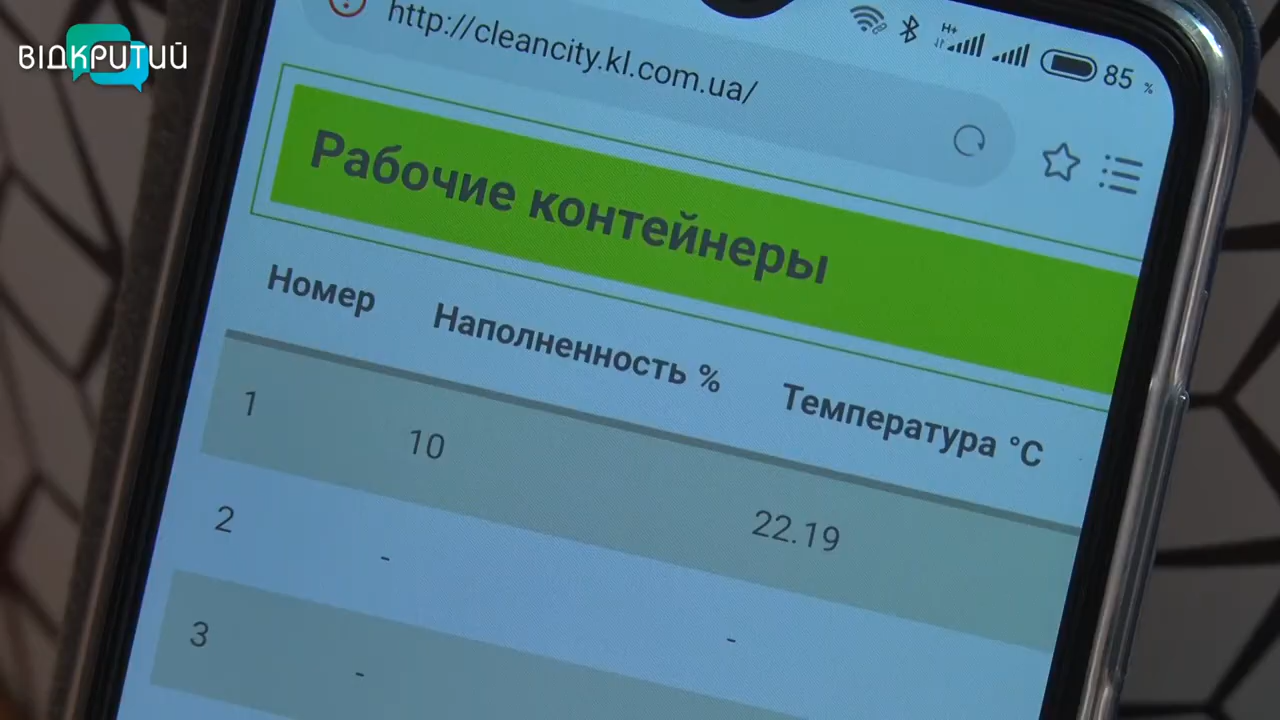 ВІДКРИТИЙ
http://cleancity.kl.com.ua/
H+
85 %
Рабочие контейнеры
Номер Наполненность % Температура °C
1 10 22.19
2 - -
3 -